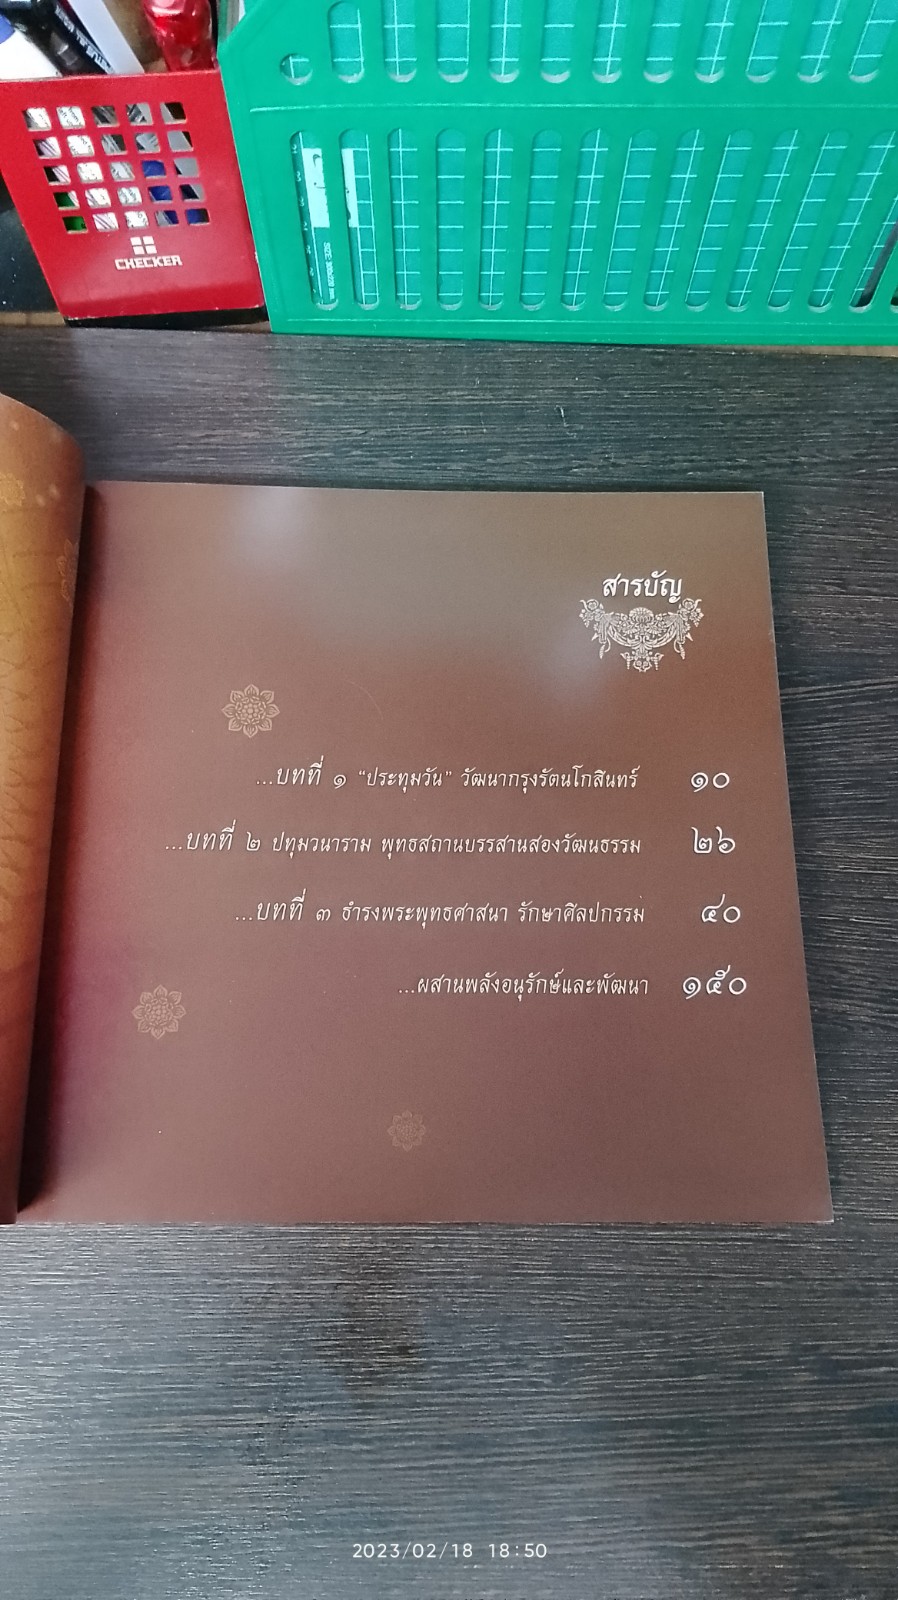 CHECKER
สารบัญ
...บทที่ ๑ “ประทุมวัน” วัฒนากรุงรัตนโกสินทร์ ๑๐
...บทที่ ๒ ปทุมวนาราม พุทธสถานบรรสานสองวัฒนธรรม ๒๖
...บทที่ ๓ ธำรงพระพุทธศาสนา รักษาศิลปกรรม ๔๐
...ผสานพลังอนุรักษ์และพัฒนา ๑๕๐
2023/02/18 18:50